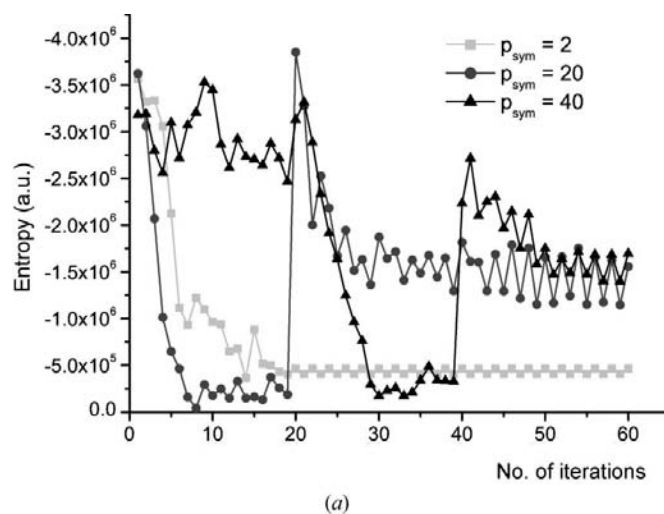 -4.0x10⁶
-3.5x10⁶
-3.0x10⁶
-2.5x10⁶
-2.0x10⁶
-1.5x10⁶
-1.0x10⁶
-5.0x10⁵
0.0
Entropy (a.u.)
p_sym = 2
p_sym = 20
p_sym = 40
0 10 20 30 40 50 60
No. of iterations
(a)